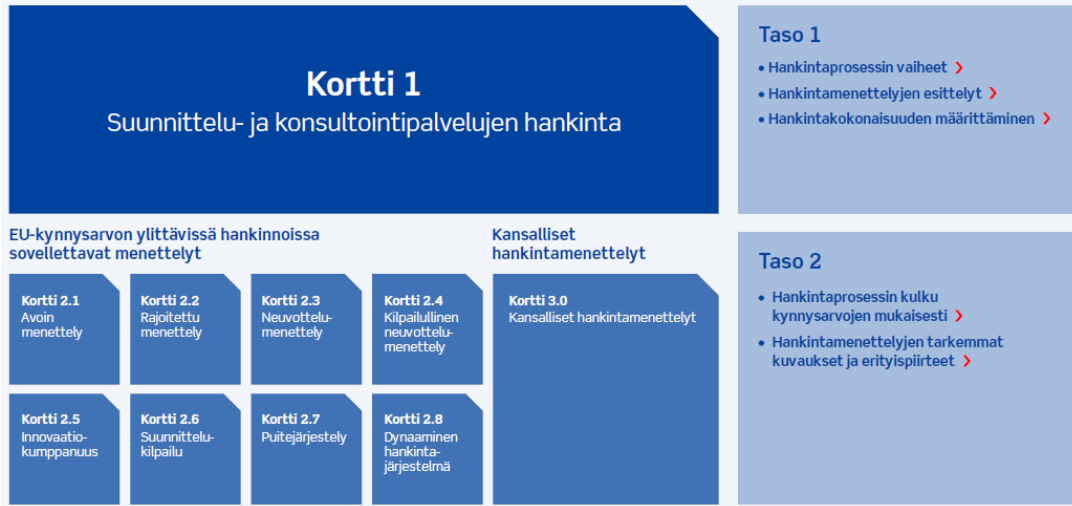 Kortti 1
Suunnittelu- ja konsultointipalvelujen hankinta
Taso 1
• Hankintaprosessin vaiheet ❯
• Hankintamenettelyjen esittelyt ❯
• Hankintakokonaisuuden määrittäminen ❯
EU-kynnysarvon ylittävissä hankinnoissa
sovellettavat menettelyt
Kansalliset
hankintamenettelyt
Kortti 2.1
Avoin
menettely
Kortti 2.2
Rajoitettu
menettely
Kortti 2.3
Neuvottelu-
menettely
Kortti 2.4
Kilpailullinen
neuvottelu-
menettely
Kortti 3.0
Kansalliset hankintamenettelyt
Kortti 2.5
Innovaatio-
kumppanuus
Kortti 2.6
Suunnittelu-
kilpailu
Kortti 2.7
Puitejärjestely
Kortti 2.8
Dynaaminen
hankinta-
järjestelmä
Taso 2
• Hankintaprosessin kulku
kynnysarvojen mukaisesti ❯
• Hankintamenettelyjen tarkemmat
kuvaukset ja erityispiirteet ❯